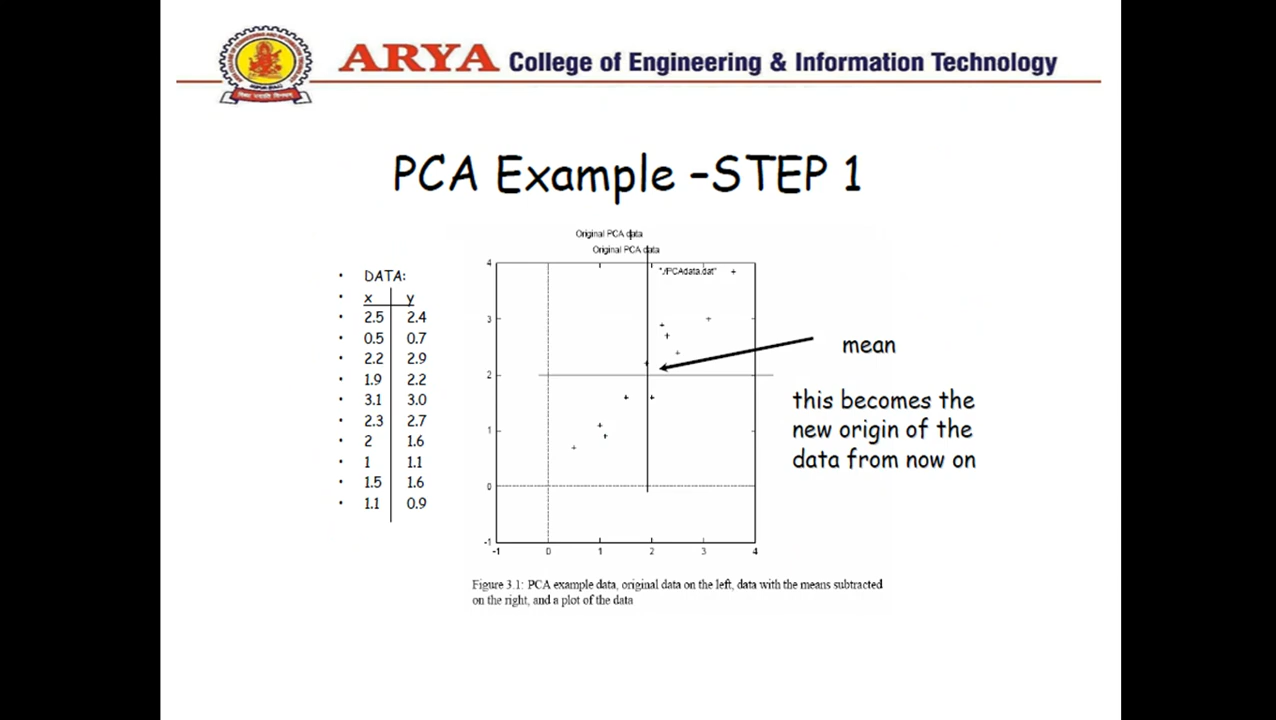 ARYA College of Engineering & Information Technology
PCA Example –STEP 1
Original PCA data
Original PCA data
"./PCAdata.dat"
• DATA:
• x y
• 2.5 2.4
• 0.5 0.7
• 2.2 2.9
• 1.9 2.2
• 3.1 3.0
• 2.3 2.7
• 2 1.6
• 1 1.1
• 1.5 1.6
• 1.1 0.9
4
3
2
1
0
-1
-1 0 1 2 3 4
mean
this becomes the
new origin of the
data from now on
Figure 3.1: PCA example data, original data on the left, data with the means subtracted
on the right, and a plot of the data